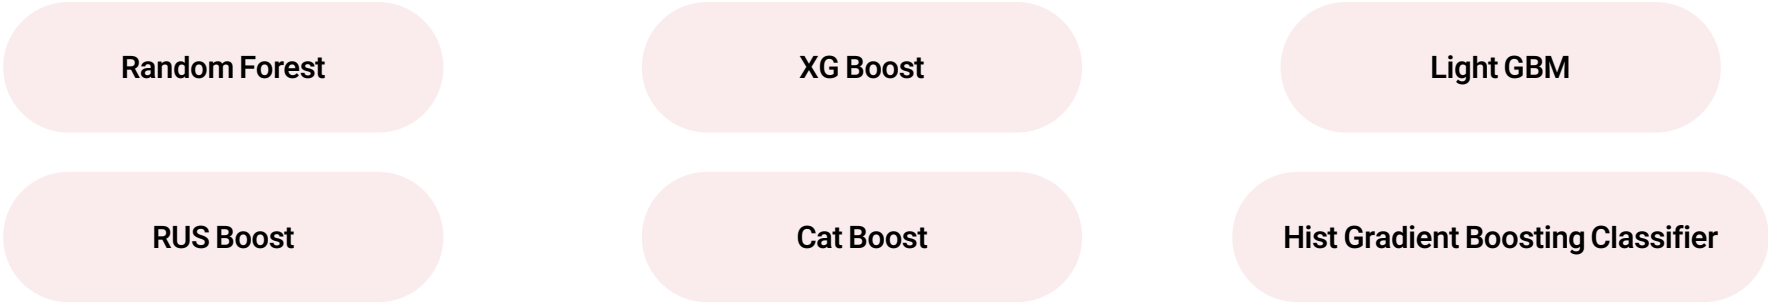 Random Forest
XG Boost
Light GBM
RUS Boost
Cat Boost
Hist Gradient Boosting Classifier